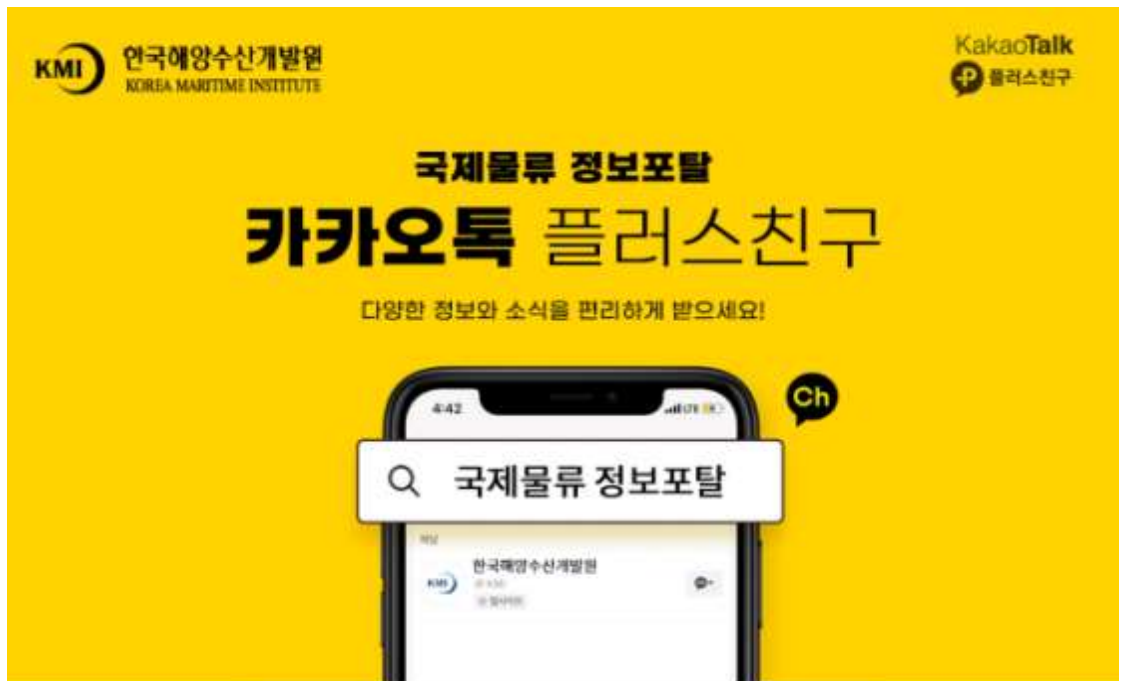 KMI 한국해양수산개발원
KOREA MARITIME INSTITUTE
KakaoTalk
플러스친구
국제물류 정보포탈
카카오톡 플러스친구
다양한 정보와 소식을 편리하게 받으세요!
Ch
4:42
LTE
국제물류 정보포탈
채널
한국해양수산개발원
KMI